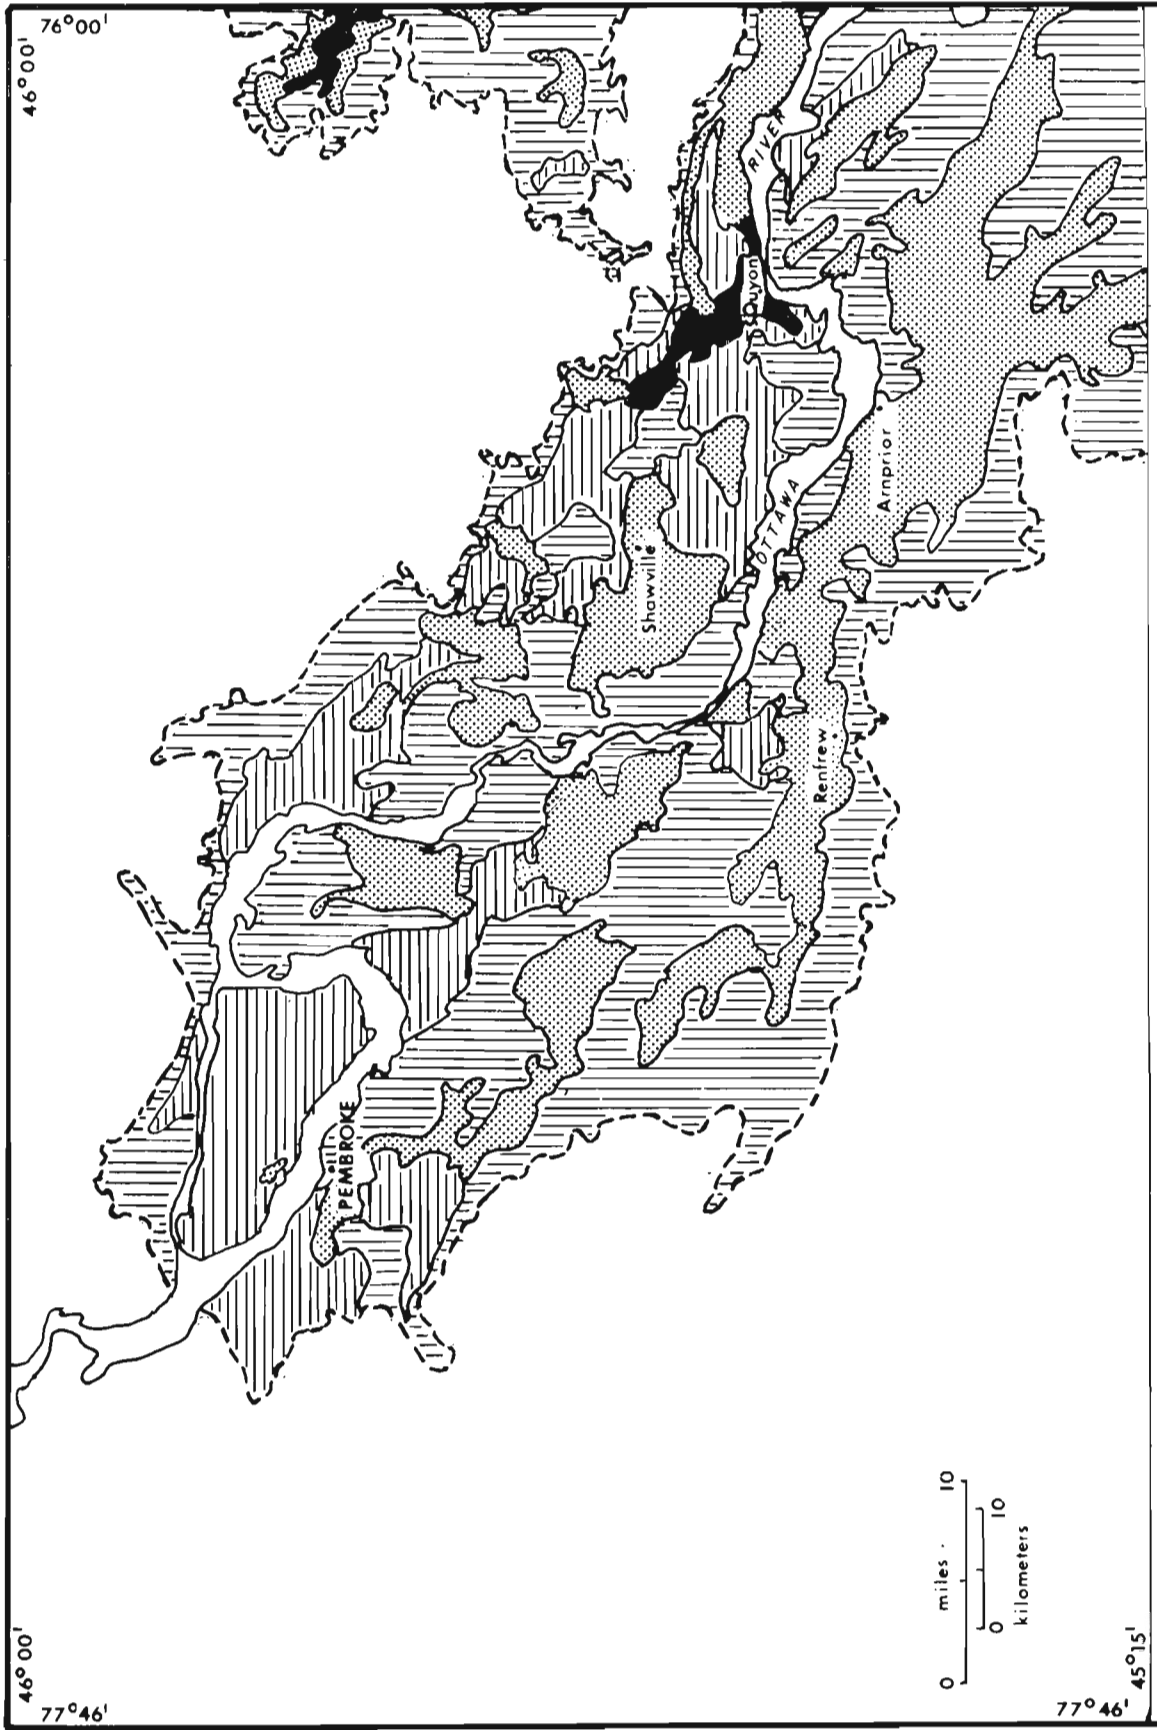 46°00'
77°46'
46°00'
76°00'
PEMBROKE
Renfrew
Shawville
Arnprior
Quyon
OTTAWA
RIVER
miles
0 10
0 10
kilometers
45°15'
77°46'